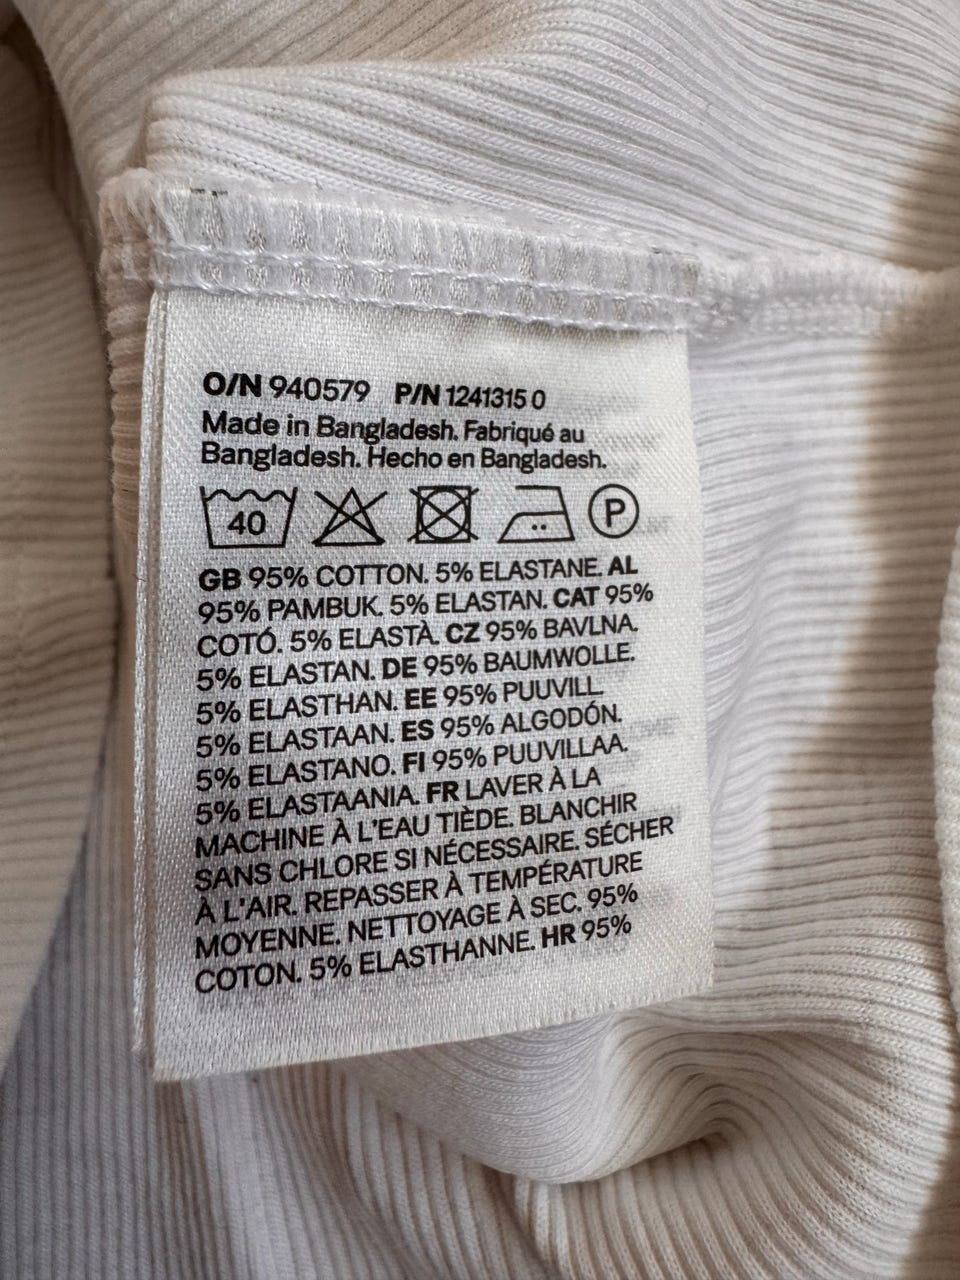 O/N 940579 P/N 1241315 0
Made in Bangladesh. Fabriqué au
Bangladesh. Hecho en Bangladesh.
40 P
GB 95% COTTON. 5% ELASTANE. AL
95% PAMBUK. 5% ELASTAN. CAT 95%
COTÓ. 5% ELASTÀ. CZ 95% BAVLNA.
5% ELASTAN. DE 95% BAUMWOLLE.
5% ELASTHAN. EE 95% PUUVILL.
5% ELASTAAN. ES 95% ALGODÓN.
5% ELASTANO. FI 95% PUUVILLAA.
5% ELASTAANIA. FR LAVER À LA
MACHINE À L'EAU TIÈDE. BLANCHIR
SANS CHLORE SI NÉCESSAIRE. SÉCHER
À L'AIR. REPASSER À TEMPÉRATURE
MOYENNE. NETTOYAGE À SEC. 95%
COTON. 5% ELASTHANNE. HR 95%